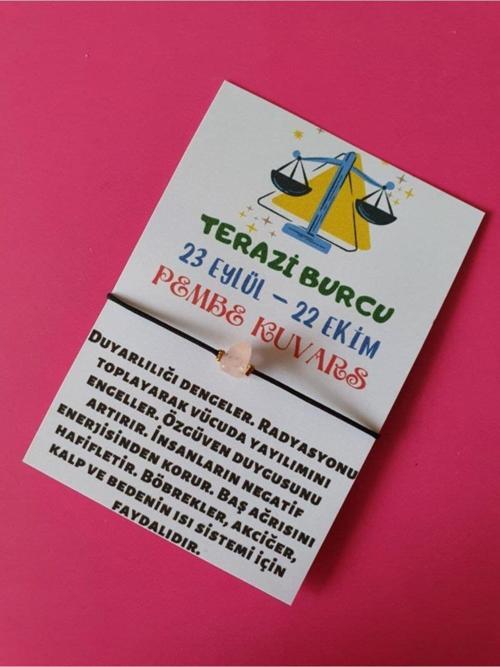 TERAZİ BURCU
23 EYLÜL – 22 EKİM
PEMBE KUVARS
DUYARLILIĞI DENGELER. RADYASYONU
TOPLAYARAK VÜCUDA YAYILIMINI
ENGELLER. ÖZGÜVEN DUYGUSUNU
ARTIRIR. İNSANLARIN NEGATİF
ENERJİSİNDEN KORUR. BAŞ AĞRISINI
HAFİFLETİR. BÖBREKLER, AKCİĞER,
KALP VE BEDENİN ISI SİSTEMİ İÇİN
FAYDALIDIR.